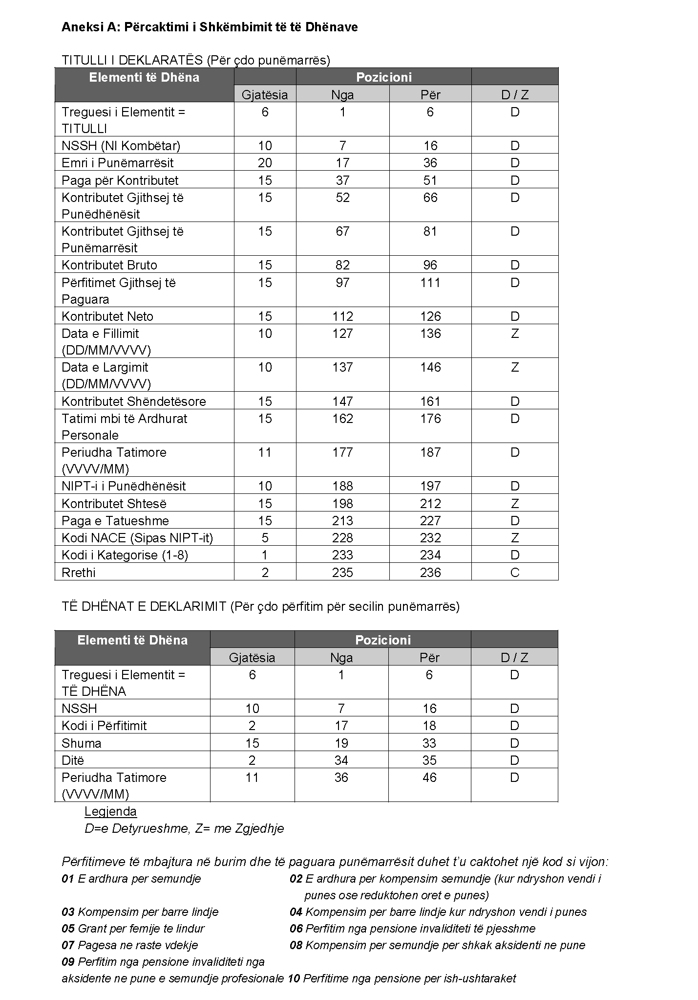 Aneksi A: Përcaktimi i Shkëmbimit të të Dhënave
TITULLI I DEKLARATËS (Për çdo punëmarrës)
Elementi të Dhëna Pozicioni
Gjatësia Nga Për D / Z
Treguesi i Elementit = 6 1 6 D
TITULLI
NSSH (NI Kombëtar) 10 7 16 D
Emri i Punëmarrësit 20 17 36 D
Paga për Kontributet 15 37 51 D
Kontributet Gjithsej të 15 52 66 D
Punëdhënësit
Kontributet Gjithsej të 15 67 81 D
Punëmarrësit
Kontributet Bruto 15 82 96 D
Përfitimet Gjithsej të 15 97 111 D
Paguara
Kontributet Neto 15 112 126 D
Data e Fillimit 10 127 136 Z
(DD/MM/VVVV)
Data e Largimit 10 137 146 Z
(DD/MM/VVVV)
Kontributet Shëndetësore 15 147 161 D
Tatimi mbi të Ardhurat 15 162 176 D
Personale
Periudha Tatimore 11 177 187 D
(VVVV/MM)
NIPT-i i Punëdhënësit 10 188 197 D
Kontributet Shtesë 15 198 212 Z
Paga e Tatueshme 15 213 227 D
Kodi NACE (Sipas NIPT-it) 5 228 232 Z
Kodi i Kategorise (1-8) 1 233 234 D
Rrethi 2 235 236 C
TË DHËNAT E DEKLARIMIT (Për çdo përfitim për secilin punëmarrës)
Elementi të Dhëna Pozicioni
Gjatësia Nga Për D / Z
Treguesi i Elementit = 6 1 6 D
TË DHËNA
NSSH 10 7 16 D
Kodi i Përfitimit 2 17 18 D
Shuma 15 19 33 D
Ditë 2 34 35 D
Periudha Tatimore 11 36 46 D
(VVVV/MM)
Legjenda
D=e Detyrueshme, Z= me Zgjedhje
Përfitimeve të mbajtura në burim dhe të paguara punëmarrësit duhet t’u caktohet një kod si vijon:
01 E ardhura per semundje 02 E ardhura per kompensim semundje (kur ndryshon vendi i
punes ose reduktohen oret e punes)
03 Kompensim per barre lindje 04 Kompensim per barre lindje kur ndryshon vendi i punes
05 Grant per femije te lindur 06 Perfitim nga pensione invaliditeti të pjesshme
07 Pagesa ne raste vdekje 08 Kompensim per semundje per shkak aksidenti ne pune
09 Perfitim nga pensione invaliditeti nga
aksidente ne pune e semundje profesionale 10 Perfitime nga pensione per ish-ushtaraket